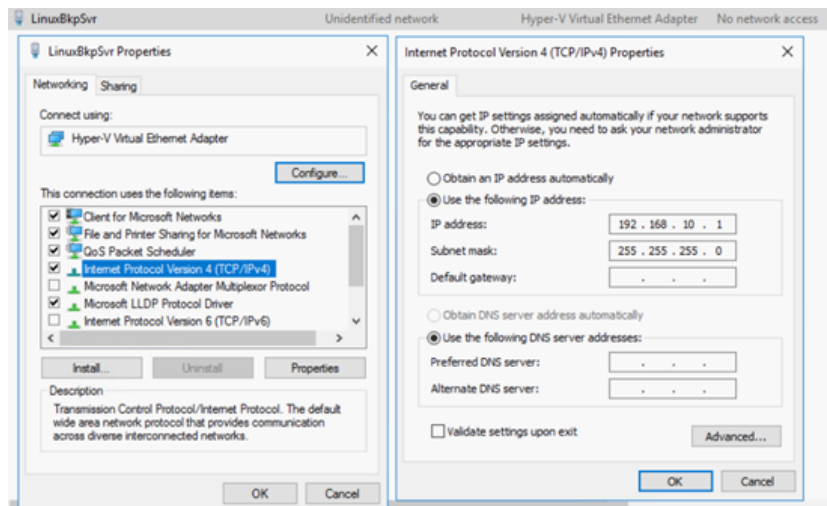 LinuxBkpSvr Unidentified network Hyper-V Virtual Ethernet Adapter No network access
LinuxBkpSvr Properties
Networking Sharing
Connect using:
Hyper-V Virtual Ethernet Adapter
Configure...
This connection uses the following items:
Client for Microsoft Networks
File and Printer Sharing for Microsoft Networks
QoS Packet Scheduler
Internet Protocol Version 4 (TCP/IPv4)
Microsoft Network Adapter Multiplexor Protocol
Microsoft LLDP Protocol Driver
Internet Protocol Version 6 (TCP/IPv6)
Install... Uninstall Properties
Description
Transmission Control Protocol/Internet Protocol. The default
wide area network protocol that provides communication
across diverse interconnected networks.
OK Cancel
Internet Protocol Version 4 (TCP/IPv4) Properties
General
You can get IP settings assigned automatically if your network supports
this capability. Otherwise, you need to ask your network administrator
for the appropriate IP settings.
Obtain an IP address automatically
Use the following IP address:
IP address: 192 . 168 . 10 . 1
Subnet mask: 255 . 255 . 255 . 0
Default gateway: . . .
Obtain DNS server address automatically
Use the following DNS server addresses:
Preferred DNS server: . . .
Alternate DNS server: . . .
Validate settings upon exit
Advanced...
OK Cancel